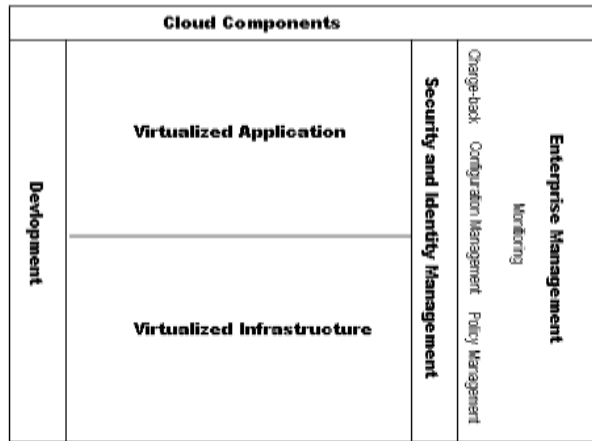 Cloud Components
Devlopment
Virtualized Application
Virtualized Infrastructure
Security and Identity Management
Enterprise Management
Monitoring
Charge-back Configuration Management Policy Management